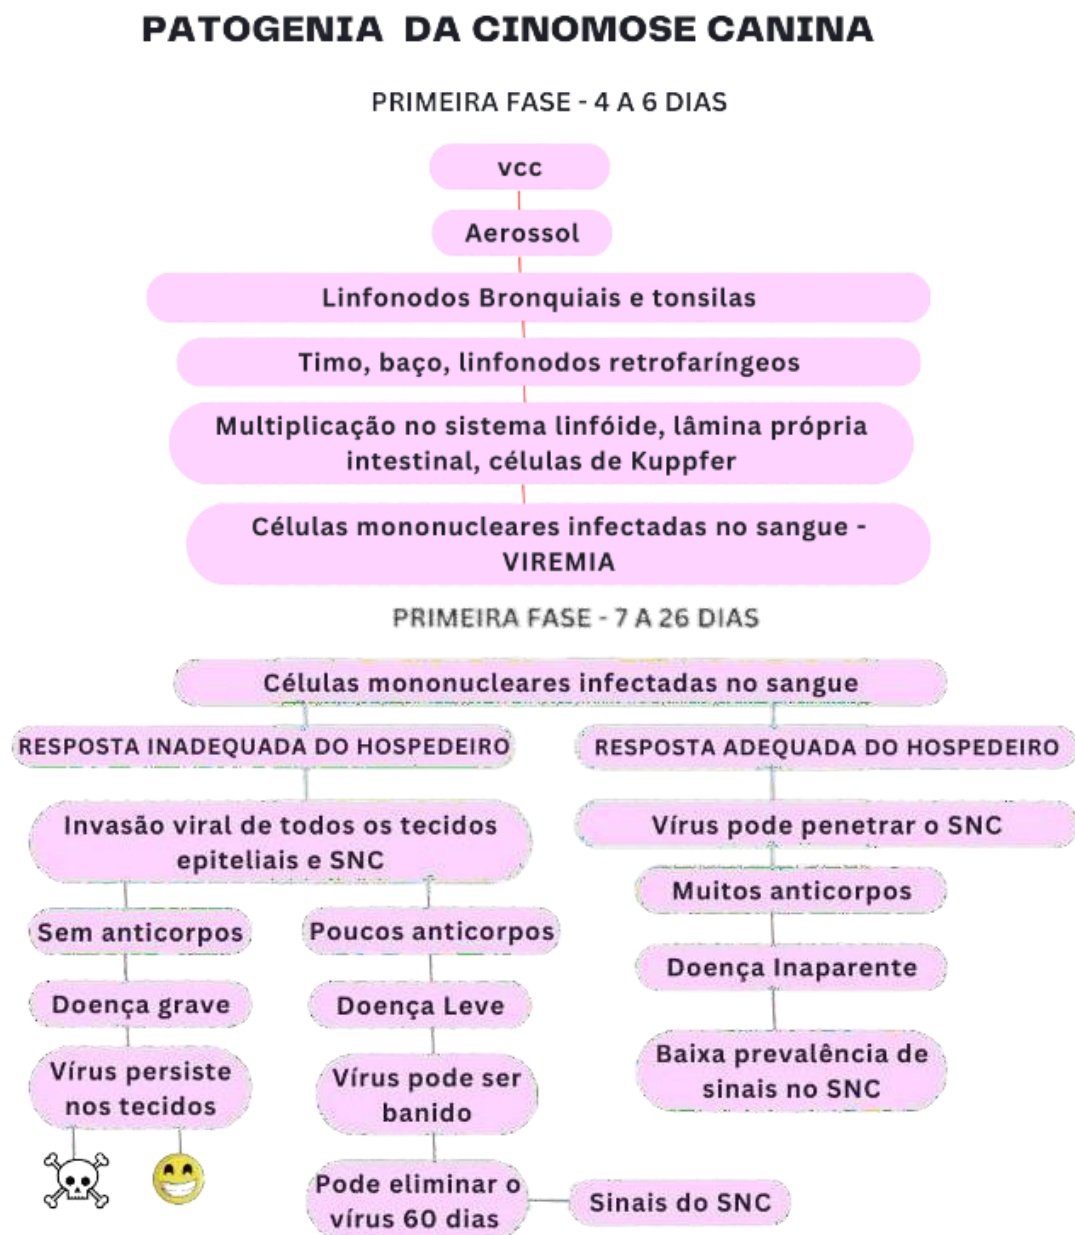 PATOGENIA DA CINOMOSE CANINA
PRIMEIRA FASE - 4 A 6 DIAS
vcc
Aerossol
Linfonodos Bronquiais e tonsilas
Timo, baço, linfonodos retrofaríngeos
Multiplicação no sistema linfóide, lâmina própria
intestinal, células de Kuppfer
Células mononucleares infectadas no sangue -
VIREMIA
PRIMEIRA FASE - 7 A 26 DIAS
Células mononucleares infectadas no sangue
RESPOSTA INADEQUADA DO HOSPEDEIRO
Invasão viral de todos os tecidos
epiteliais e SNC
Sem anticorpos
Doença grave
Vírus persiste
nos tecidos
Poucos anticorpos
Doença Leve
Vírus pode ser
banido
Pode eliminar o
vírus 60 dias
Sinais do SNC
RESPOSTA ADEQUADA DO HOSPEDEIRO
Vírus pode penetrar o SNC
Muitos anticorpos
Doença Inaparente
Baixa prevalência de
sinais no SNC